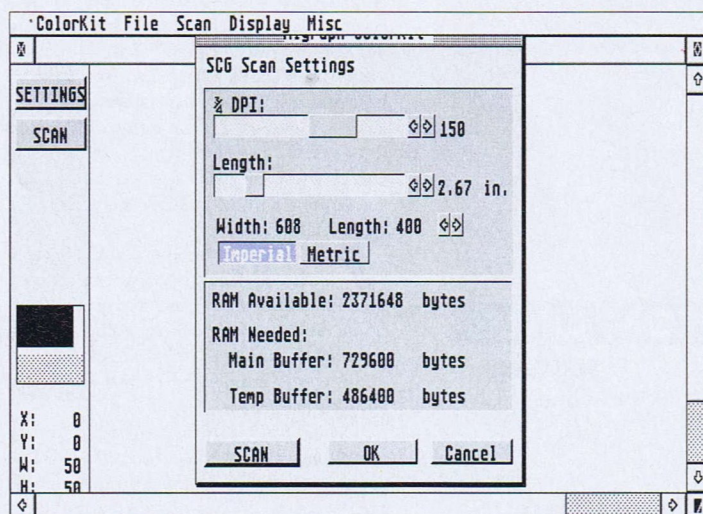 ColorKit File Scan Display Misc
SCG Scan Settings
SETTINGS
SCAN
DPI:
150
Length:
2.67 in.
Width: 608 Length: 400
Imperial Metric
RAM Available: 2371648 bytes
RAM Needed:
Main Buffer: 729600 bytes
Temp Buffer: 486400 bytes
X: 0
Y: 0
W: 50
H: 50
SCAN OK Cancel